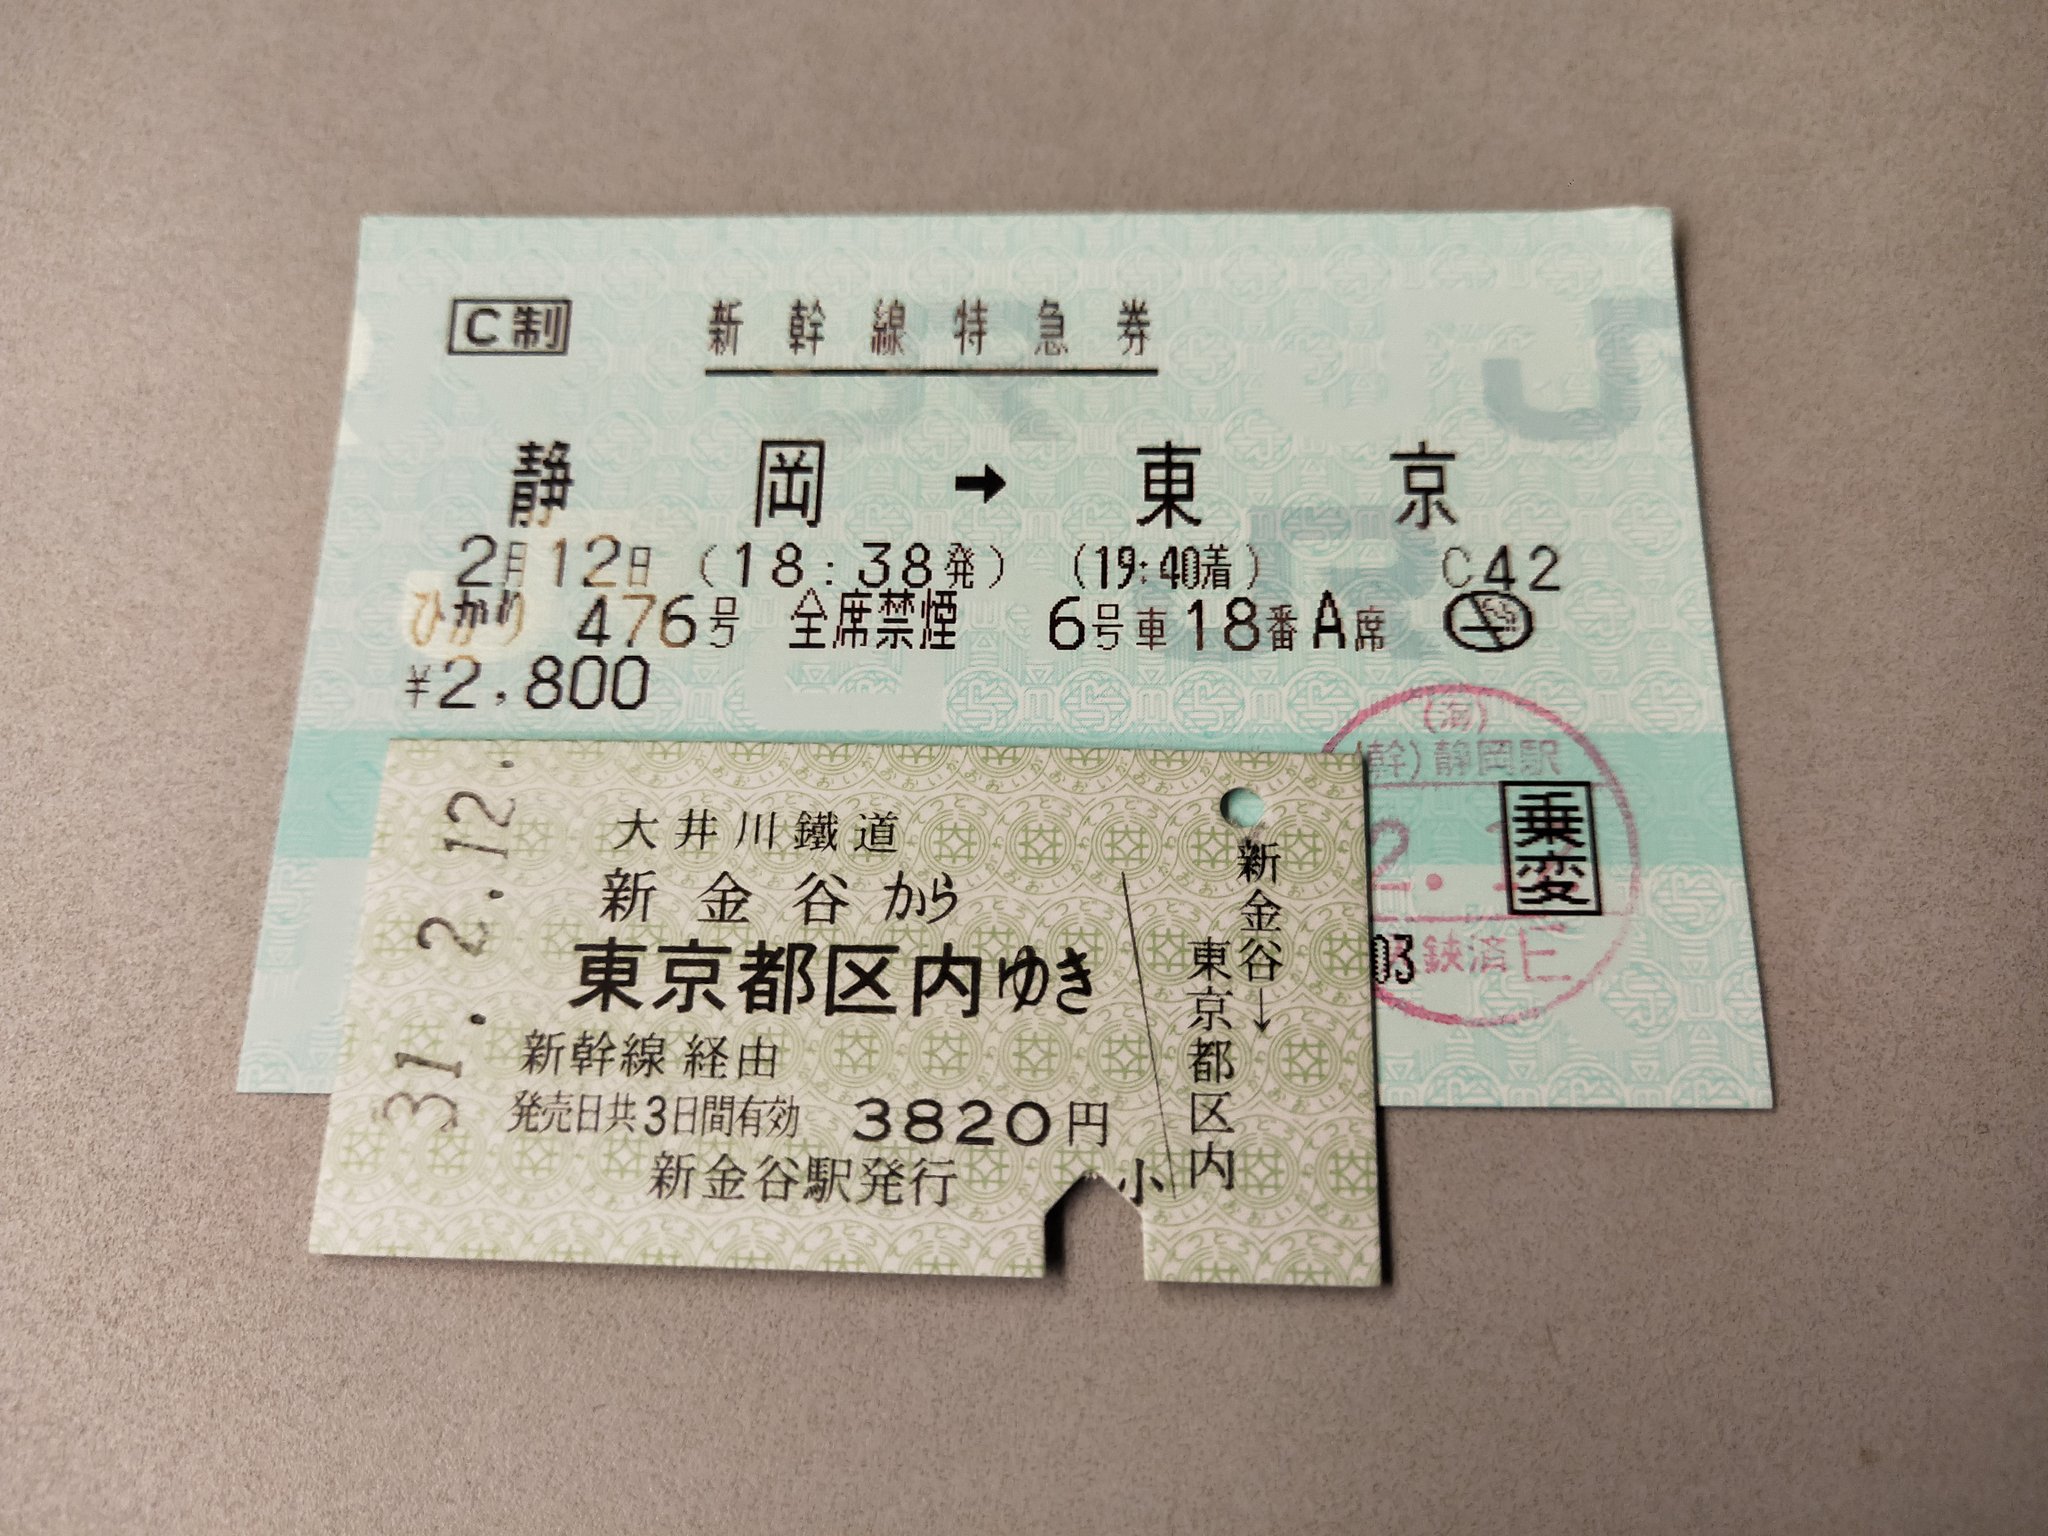 C制
新幹線特急券
静岡→東京
2月12日 (18:38発) (19:40着) C42
ひかり 476号 全席禁煙 6号車18番A席
¥2,800
(海)
(幹)静岡駅
乗変
鋏済
03
31. 2. 12.
大井川鐵道
新金谷から
東京都区内ゆき
新幹線経由
発売日共3日間有効 3820円
新金谷駅発行
小
新金谷→
東京都区内